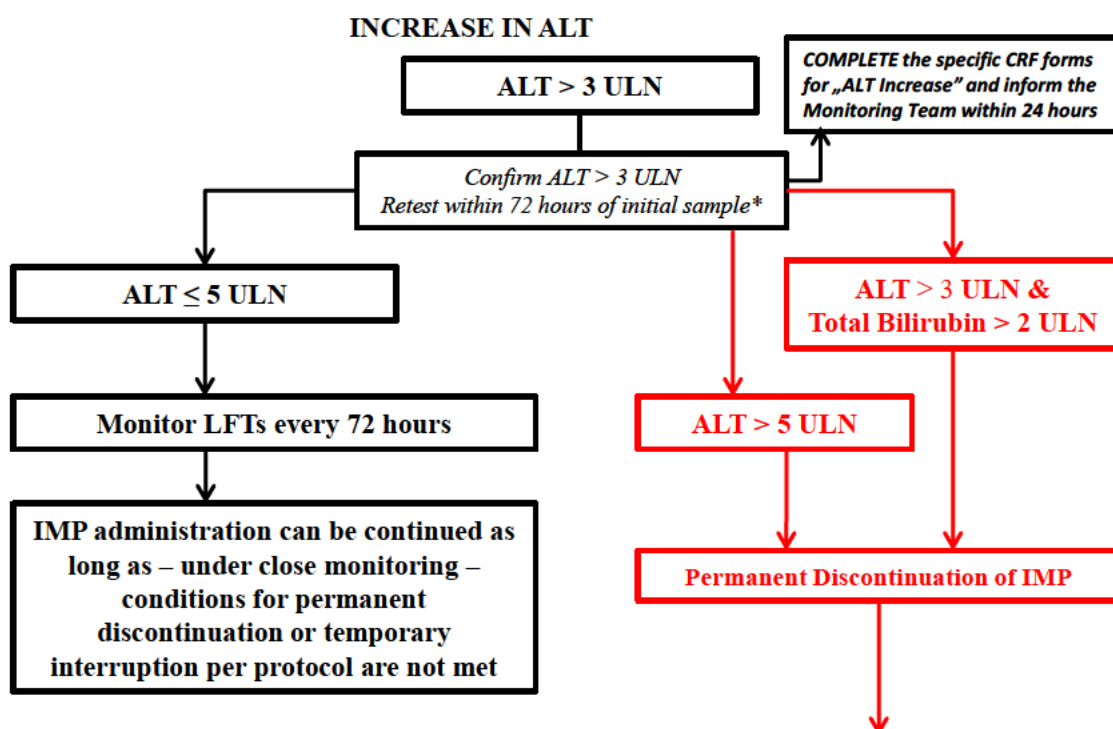 INCREASE IN ALT
ALT > 3 ULN
COMPLETE the specific CRF forms
for „ALT Increase” and inform the
Monitoring Team within 24 hours
Confirm ALT > 3 ULN
Retest within 72 hours of initial sample*
ALT ≤ 5 ULN
ALT > 3 ULN &
Total Bilirubin > 2 ULN
Monitor LFTs every 72 hours
ALT > 5 ULN
IMP administration can be continued as
long as – under close monitoring –
conditions for permanent
discontinuation or temporary
interruption per protocol are not met
Permanent Discontinuation of IMP